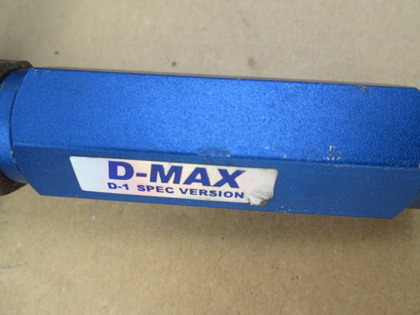 D-MAX
D-1 SPEC VERSION